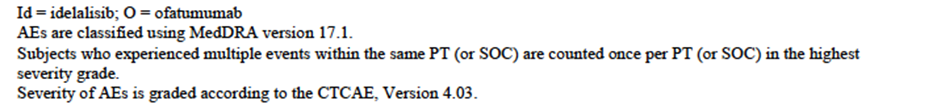 Id = idelalisib; O = ofatumumab
AEs are classified using MedDRA version 17.1.
Subjects who experienced multiple events within the same PT (or SOC) are counted once per PT (or SOC) in the highest
severity grade.
Severity of AEs is graded according to the CTCAE, Version 4.03.